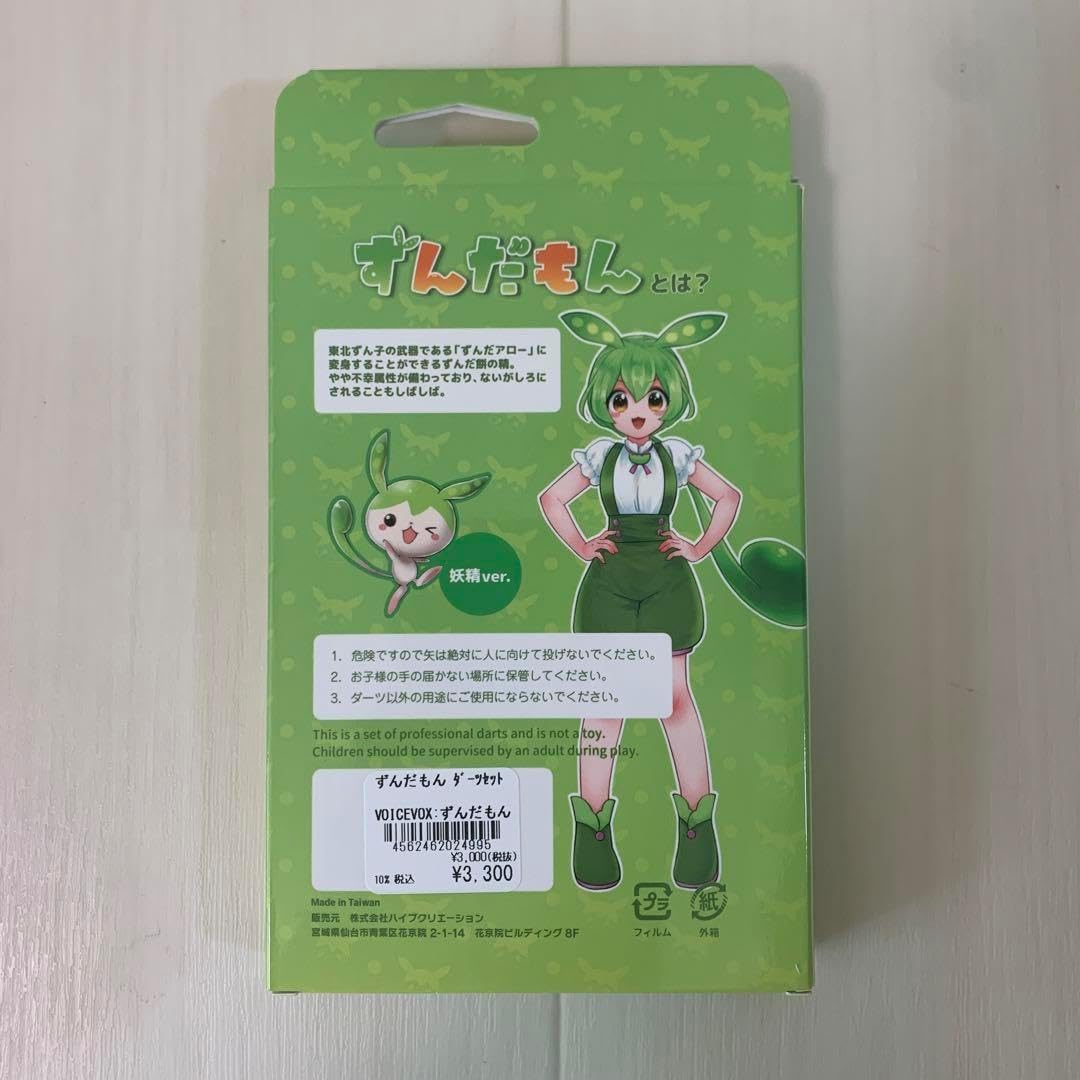 ずんだもんとは？
東北ずん子の武器である「ずんだアロー」に
変身することができるずんだ餅の精。
やや不幸属性が備わっており、ないがしろに
されることもしばしば。
妖精ver.
1. 危険ですので矢は絶対に人に向けて投げないでください。
2. お子様の手の届かない場所に保管してください。
3. ダーツ以外の用途にご使用にならないでください。
This is a set of professional darts and is not a toy.
Children should be supervised by an adult during play.
ずんだもん ﾀﾞｰﾂｾｯﾄ
VOICEVOX:ずんだもん
4562462024995
¥3,000(税抜)
10% 税込 ¥3,300
Made in Taiwan
販売元 株式会社ハイブクリエーション
宮城県仙台市青葉区花京院 2-1-14 花京院ビルディング 8F
プラ
フィルム
紙
外箱